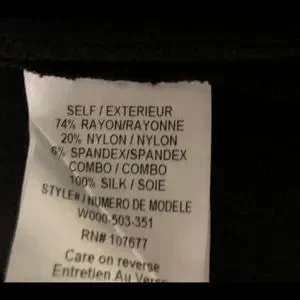 SELF / EXTERIEUR
74% RAYON/RAYONNE
20% NYLON / NYLON
6% SPANDEX/SPANDEX
COMBO / COMBO
100% SILK / SOIE
STYLE# / NUMERO DE MODELE
W000-503-351
RN# 107677
Care on reverse
Entretien Au Verso